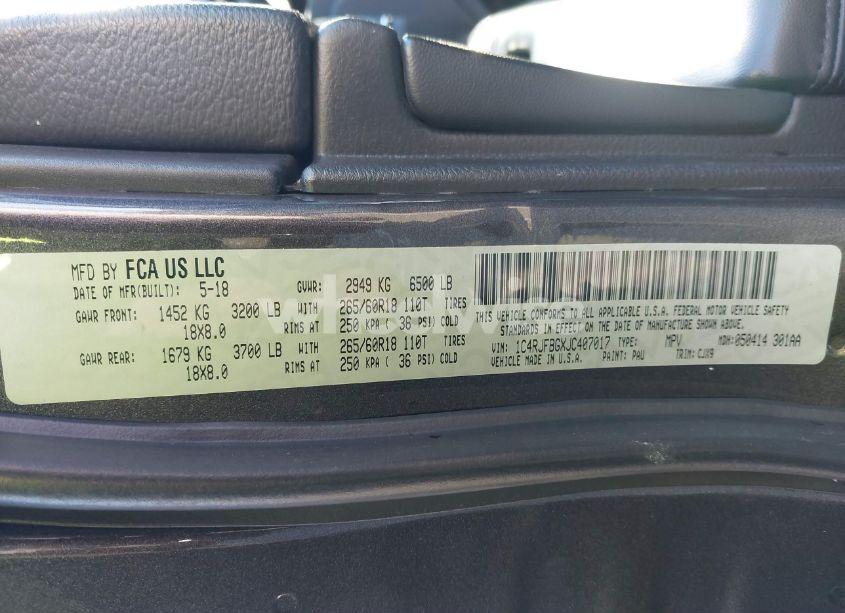 MFD BY FCA US LLC
DATE OF MFR(BUILT): 5-18 GVWR: 2949 KG 6500 LB
GAWR FRONT: 1452 KG 3200 LB WITH 265/60R18 110T TIRES
18X8.0 RIMS AT 250 KPA ( 36 PSI) COLD
GAWR REAR: 1679 KG 3700 LB WITH 265/60R18 110T TIRES
18X8.0 RIMS AT 250 KPA ( 36 PSI) COLD
THIS VEHICLE CONFORMS TO ALL APPLICABLE U.S.A. FEDERAL MOTOR VEHICLE SAFETY
STANDARDS IN EFFECT ON THE DATE OF MANUFACTURE SHOWN ABOVE.
VIN: 1C4RJFBGXJC407017 TYPE: MPV MDH: 050414 301AA
VEHICLE MADE IN U.S.A. PAINT: PAU TRIM: CJX9